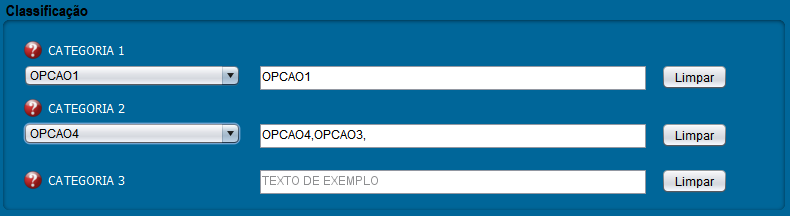 Classificação
? CATEGORIA 1
OPCAO1 OPCAO1 Limpar
? CATEGORIA 2
OPCAO4 OPCAO4,OPCAO3, Limpar
? CATEGORIA 3 TEXTO DE EXEMPLO Limpar